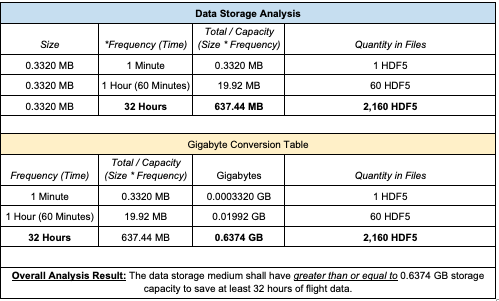 Data Storage Analysis
Size *Frequency (Time) Total / Capacity (Size * Frequency) Quantity in Files
0.3320 MB 1 Minute 0.3320 MB 1 HDF5
0.3320 MB 1 Hour (60 Minutes) 19.92 MB 60 HDF5
0.3320 MB 32 Hours 637.44 MB 2,160 HDF5
Gigabyte Conversion Table
Frequency (Time) Total / Capacity (Size * Frequency) Gigabytes Quantity in Files
1 Minute 0.3320 MB 0.0003320 GB 1 HDF5
1 Hour (60 Minutes) 19.92 MB 0.01992 GB 60 HDF5
32 Hours 637.44 MB 0.6374 GB 2,160 HDF5
Overall Analysis Result: The data storage medium shall have greater than or equal to 0.6374 GB storage
capacity to save at least 32 hours of flight data.